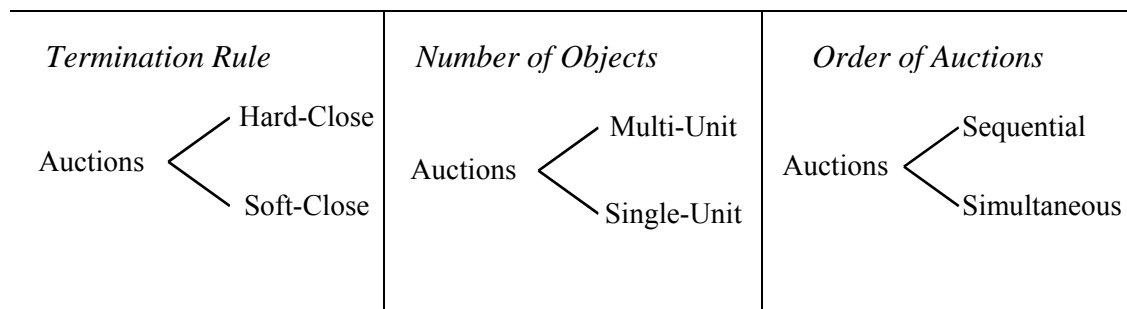 Termination Rule
Hard-Close
Auctions
Soft-Close
Number of Objects
Multi-Unit
Auctions
Single-Unit
Order of Auctions
Sequential
Auctions
Simultaneous